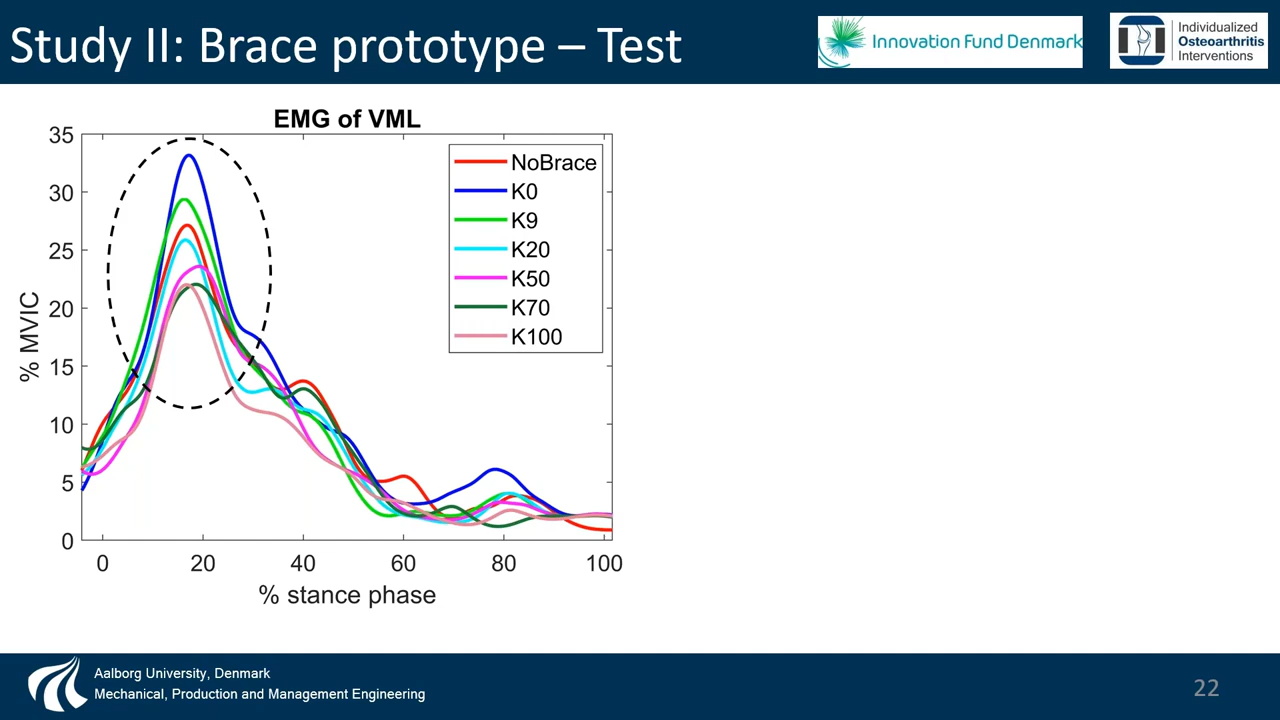 Study II: Brace prototype – Test
Innovation Fund Denmark
Individualized
Osteoarthritis
Interventions
EMG of VML
35
30
25
20
15
10
5
0
% MVIC
NoBrace
K0
K9
K20
K50
K70
K100
0 20 40 60 80 100
% stance phase
Aalborg University, Denmark
Mechanical, Production and Management Engineering
22